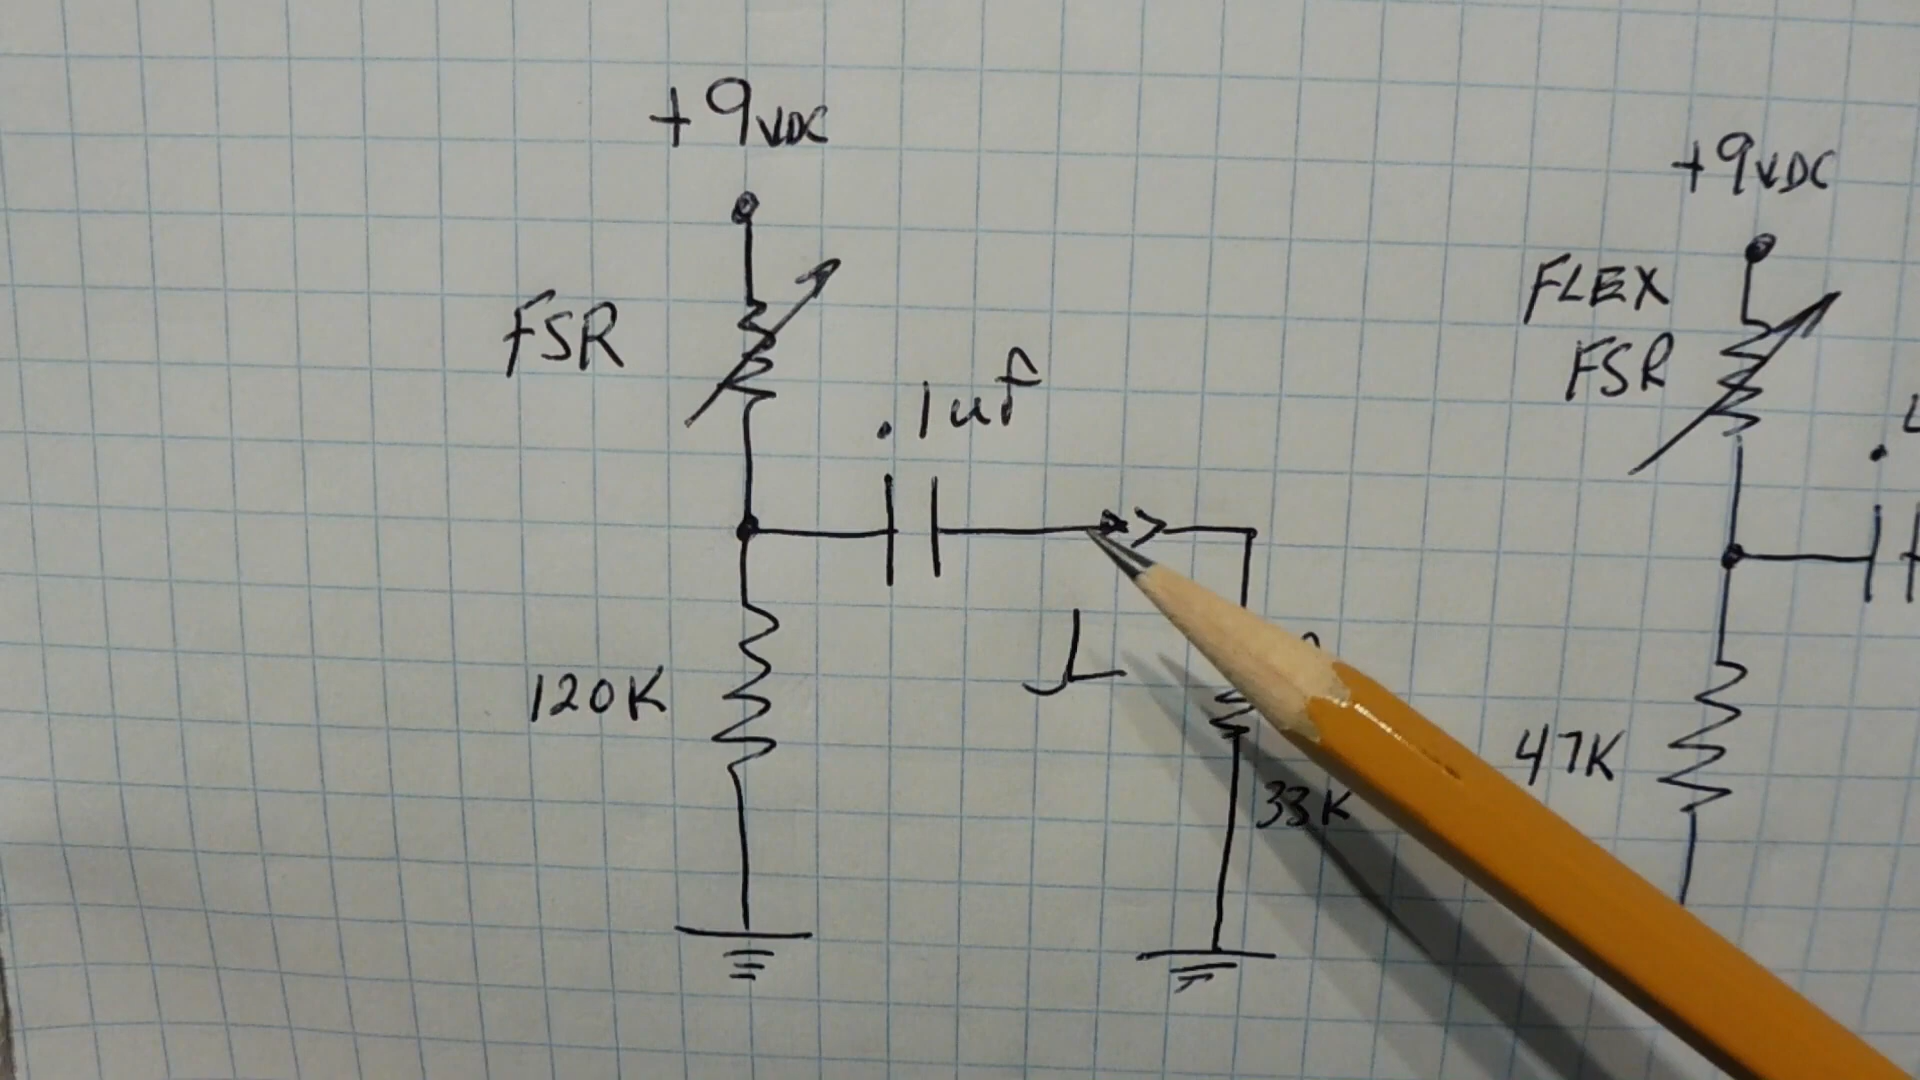 +9VDC
FSR
.1uf
120K
33K
+9VDC
FLEX
FSR
47K